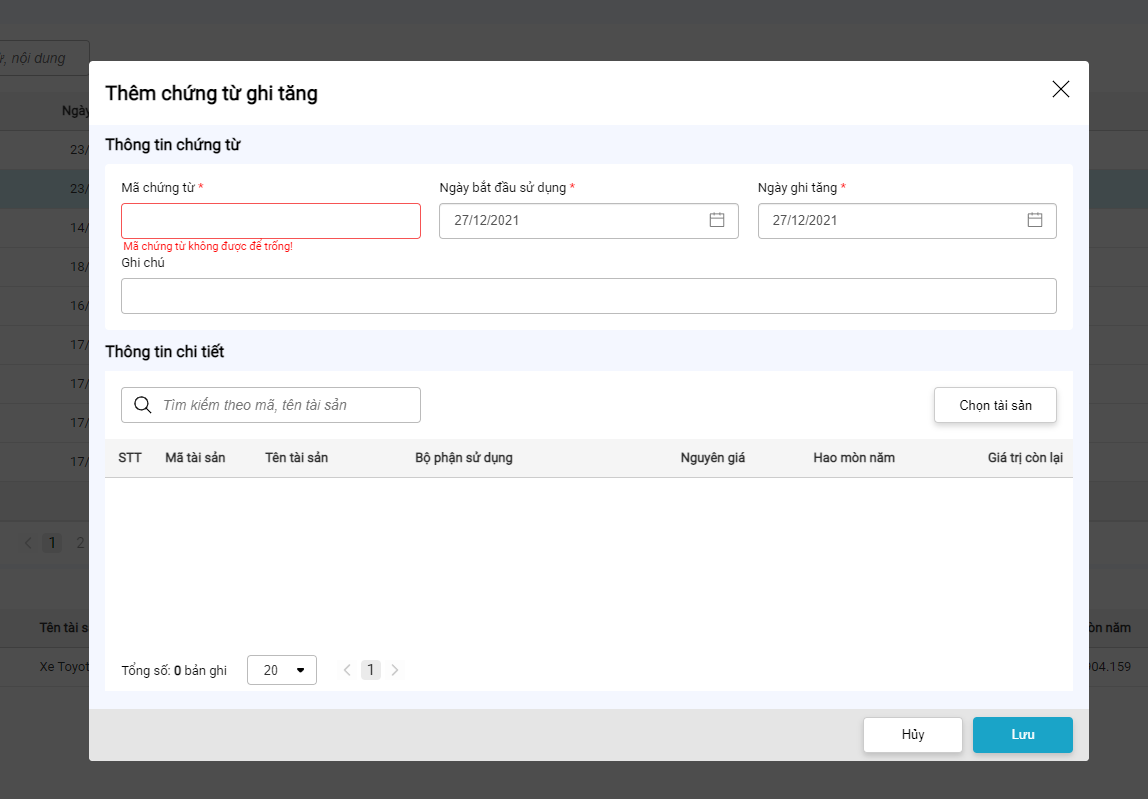 nội dung
Thêm chứng từ ghi tăng
Ngày
Thông tin chứng từ
23/
Mã chứng từ * Ngày bắt đầu sử dụng * Ngày ghi tăng *
23/
27/12/2021 27/12/2021
14/
Mã chứng từ không được để trống!
Ghi chú
18/
16/
17/
Thông tin chi tiết
17/
Tìm kiếm theo mã, tên tài sản Chọn tài sản
17/
STT Mã tài sản Tên tài sản Bộ phận sử dụng Nguyên giá Hao mòn năm Giá trị còn lại
17/
1 2
Tên tài s òn năm
Xe Toyot 04.159
Tổng số: 0 bản ghi 20 1
Hủy Lưu